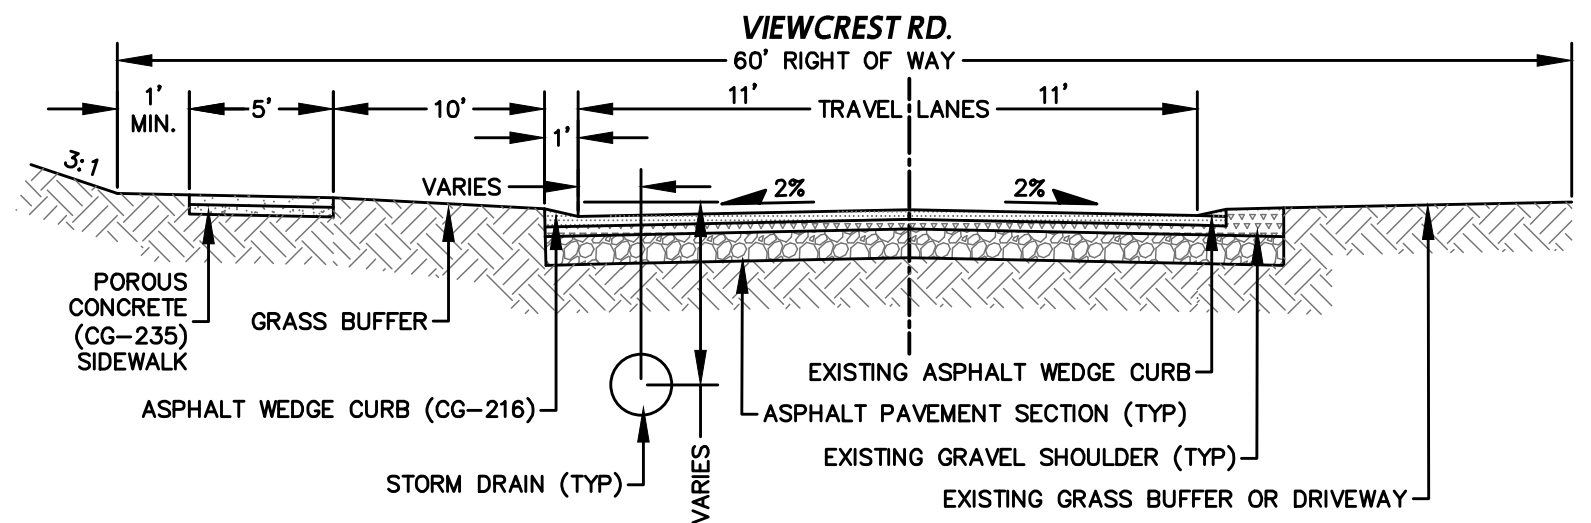 VIEWCREST RD.
60' RIGHT OF WAY
1'
MIN.
5'
10'
1'
11'
TRAVEL LANES
11'
3:1
VARIES
2%
2%
POROUS
CONCRETE
(CG-235)
SIDEWALK
GRASS BUFFER
ASPHALT WEDGE CURB (CG-216)
STORM DRAIN (TYP)
VARIES
EXISTING ASPHALT WEDGE CURB
ASPHALT PAVEMENT SECTION (TYP)
EXISTING GRAVEL SHOULDER (TYP)
EXISTING GRASS BUFFER OR DRIVEWAY